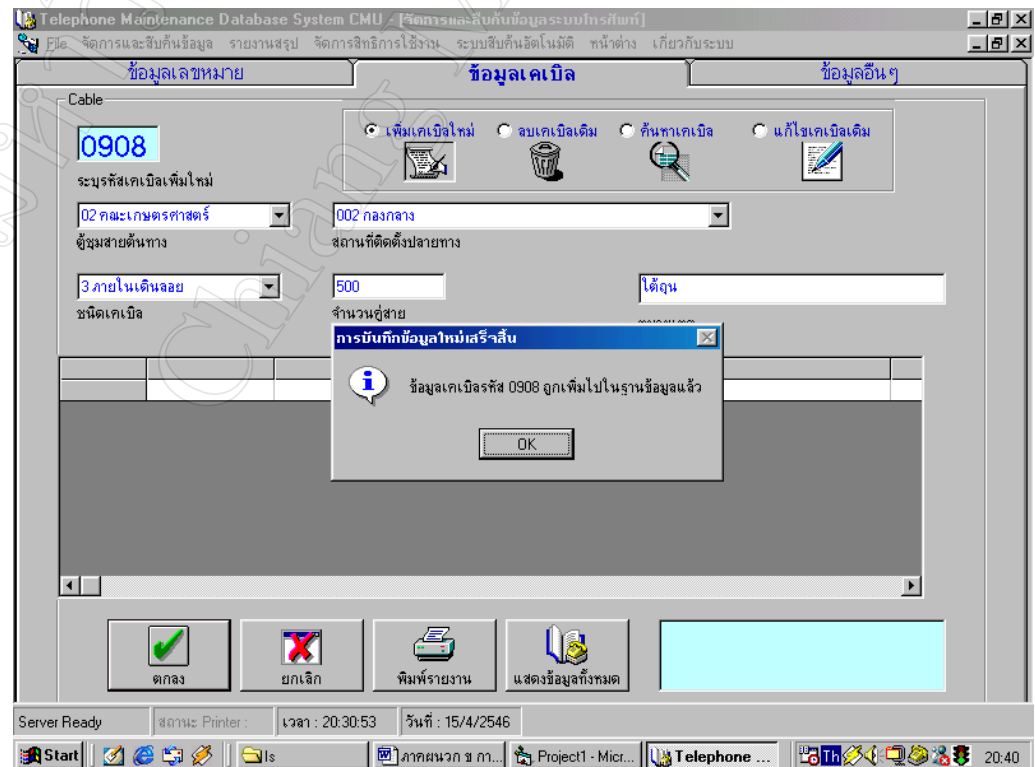 Telephone Maintenance Database System CMU - [จัดการและสืบค้นข้อมูลระบบโทรศัพท์]
File จัดการและสืบค้นข้อมูล รายงานสรุป จัดการสิทธิการใช้งาน ระบบสืบค้นอัตโนมัติ หน้าต่าง เกี่ยวกับระบบ
ข้อมูลเลขหมาย ข้อมูลเคเบิล ข้อมูลอื่นๆ
Cable
เพิ่มเคเบิลใหม่ ลบเคเบิลเดิม ค้นหาเคเบิล แก้ไขเคเบิลเดิม
0908
ระบุรหัสเคเบิลเพิ่มใหม่
02 คณะเกษตรศาสตร์ 002 กองกลาง
ตู้ชุมสายต้นทาง สถานที่ติดตั้งปลายทาง
3 ภายในเดินลอย 500 ใต้ถุน
ชนิดเคเบิล จำนวนคู่สาย
การบันทึกข้อมูลใหม่เสร็จสิ้น
ข้อมูลเคเบิลรหัส 0908 ถูกเพิ่มไปในฐานข้อมูลแล้ว
OK
ตกลง ยกเลิก พิมพ์รายงาน แสดงข้อมูลทั้งหมด
Server Ready สถานะ Printer : เวลา : 20:30:53 วันที่ : 15/4/2546
Start ls ภาคผนวก ข กา... Project1 - Micr... Telephone ... Th 20:40
Chiang